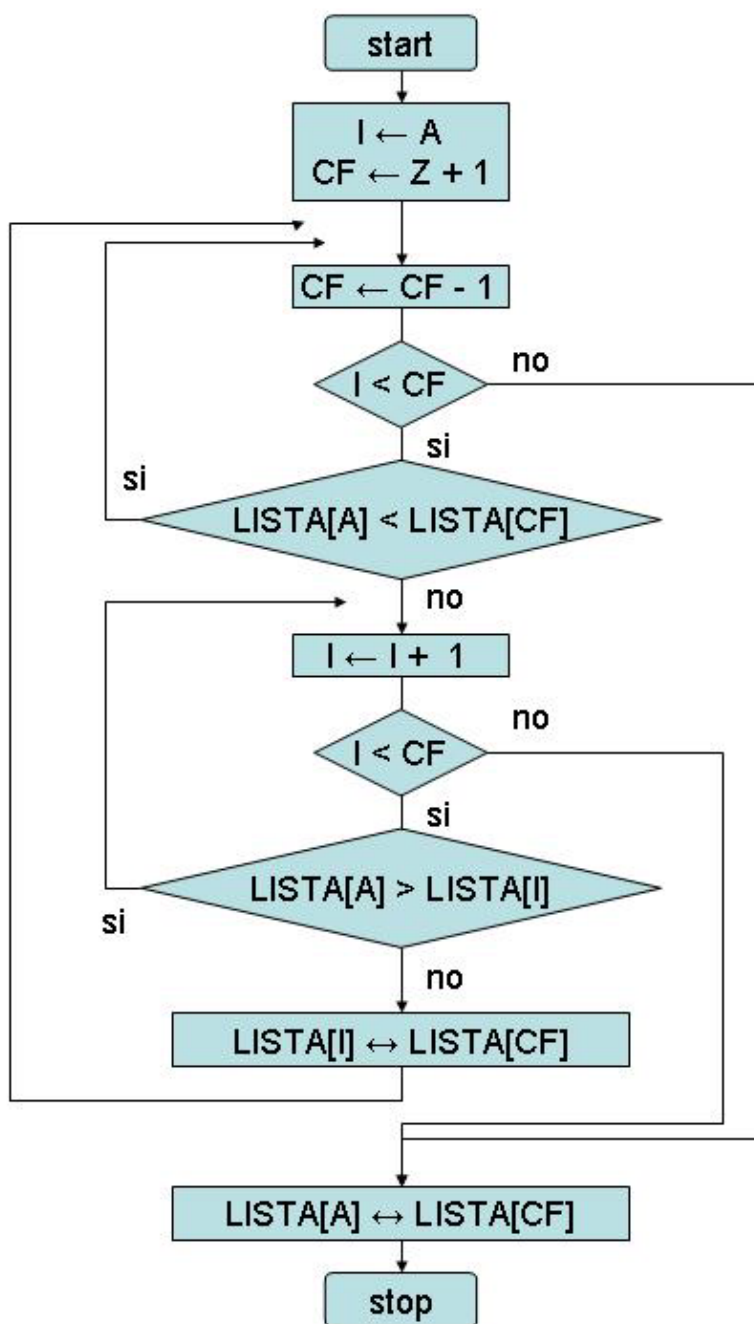 start
I ← A
CF ← Z + 1
CF ← CF - 1
I < CF
no
si
si
LISTA[A] < LISTA[CF]
no
I ← I + 1
I < CF
no
si
LISTA[A] > LISTA[I]
si
no
LISTA[I] ↔ LISTA[CF]
LISTA[A] ↔ LISTA[CF]
stop